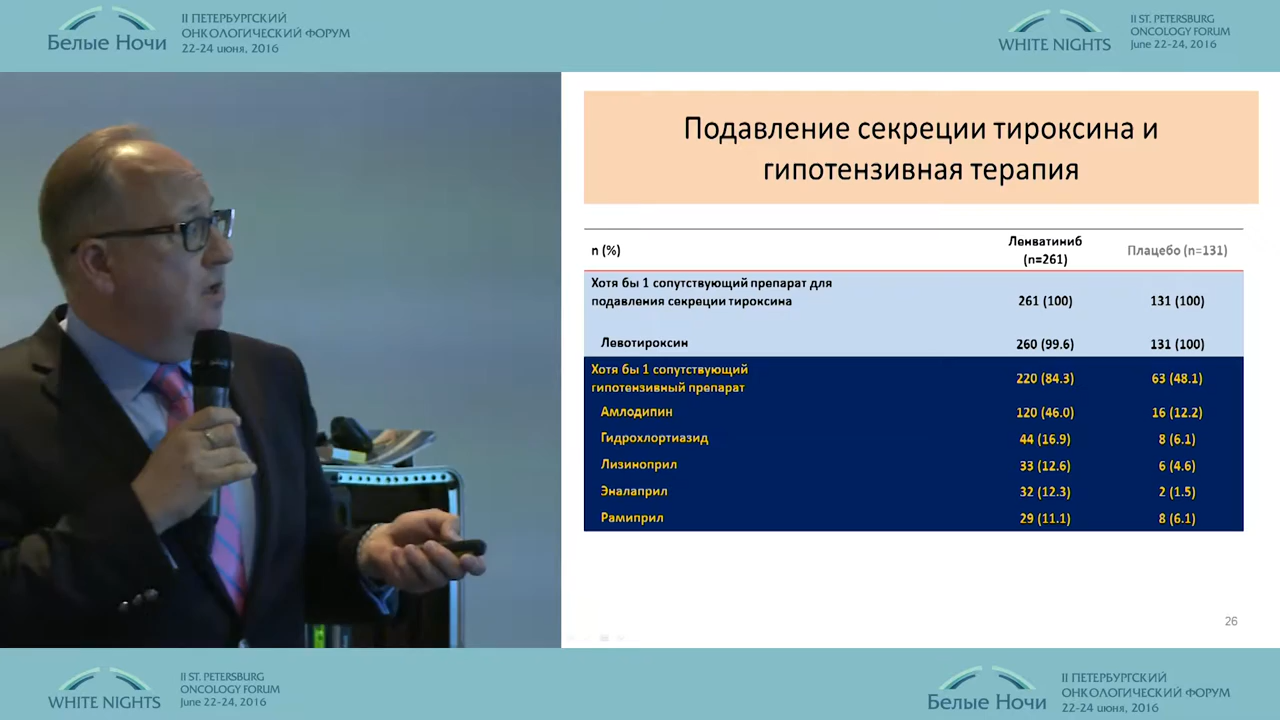 Белые Ночи
II ПЕТЕРБУРГСКИЙ
ОНКОЛОГИЧЕСКИЙ ФОРУМ
22-24 июня, 2016
WHITE NIGHTS
II ST. PETERSBURG
ONCOLOGY FORUM
June 22-24, 2016
Подавление секреции тироксина и
гипотензивная терапия
n (%)
Ленватиниб
(n=261)
Плацебо (n=131)
Хотя бы 1 сопутствующий препарат для
подавления секреции тироксина
261 (100)
131 (100)
Левотироксин
260 (99.6)
131 (100)
Хотя бы 1 сопутствующий
гипотензивный препарат
220 (84.3)
63 (48.1)
Амлодипин
120 (46.0)
16 (12.2)
Гидрохлортиазид
44 (16.9)
8 (6.1)
Лизиноприл
33 (12.6)
6 (4.6)
Эналаприл
32 (12.3)
2 (1.5)
Рамиприл
29 (11.1)
8 (6.1)
26
WHITE NIGHTS
II ST. PETERSBURG
ONCOLOGY FORUM
June 22-24, 2016
Белые Ночи
II ПЕТЕРБУРГСКИЙ
ОНКОЛОГИЧЕСКИЙ ФОРУМ
22-24 июня, 2016